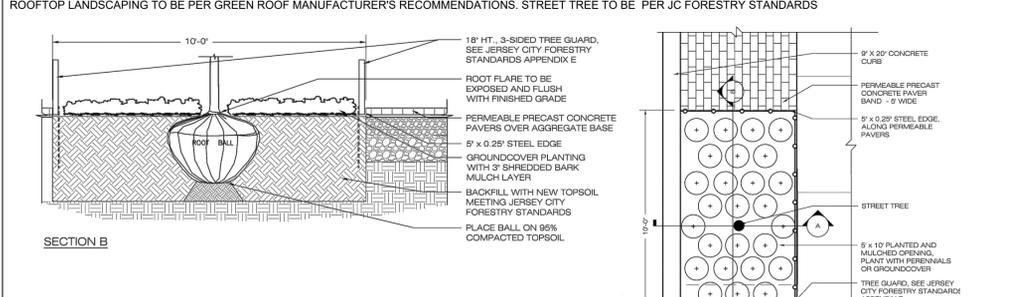 ROOFTOP LANDSCAPING TO BE PER GREEN ROOF MANUFACTURER'S RECOMMENDATIONS. STREET TREE TO BE PER JC FORESTRY STANDARDS
10'-0"
18" HT., 3-SIDED TREE GUARD,
SEE JERSEY CITY FORESTRY
STANDARDS APPENDIX E
ROOT FLARE TO BE
EXPOSED AND FLUSH
WITH FINISHED GRADE
PERMEABLE PRECAST CONCRETE
PAVERS OVER AGGREGATE BASE
5" x 0.25" STEEL EDGE
GROUNDCOVER PLANTING
WITH 3" SHREDDED BARK
MULCH LAYER
BACKFILL WITH NEW TOPSOIL
MEETING JERSEY CITY
FORESTRY STANDARDS
PLACE BALL ON 95%
COMPACTED TOPSOIL
ROOT BALL
SECTION B
9" X 20" CONCRETE
CURB
PERMEABLE PRECAST
CONCRETE PAVER
BAND - 5' WIDE
5" x 0.25" STEEL EDGE,
ALONG PERMEABLE
PAVERS
STREET TREE
10'-0"
A
5' x 10' PLANTED AND
MULCHED OPENING,
PLANT WITH PERENNIALS
OR GROUNDCOVER
TREE GUARD, SEE JERSEY
CITY FORESTRY STANDARDS